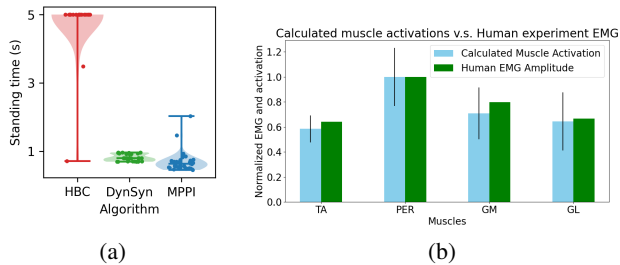 5
3
1
Standing time (s)
HBC DynSyn MPPI
Algorithm
(a)
Calculated muscle activations v.s. Human experiment EMG
Calculated Muscle Activation
Human EMG Amplitude
1.2
1.0
0.8
0.6
0.4
0.2
0.0
Normalized EMG and activation
TA PER GM GL
Muscles
(b)